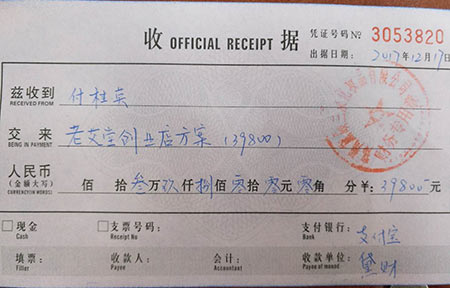 收 OFFICIAL RECEIPT 据 凭证号码 № 3053820
出据日期: 2017年12月17日
兹收到 付桂英
RECEIVED FROM
交来 老艾堂创业店方案(39800)
BEING IN PAYMENT
人民币 佰 拾叁万玖仟捌佰零拾零元零角 分¥: 39800元
(金额大写)
CURRENCY(IN WORDS)
□现金 □支票号码: 支付银行: 支付宝
Cash Receipt No Bank
填票: 收款人: 会计: 收款单位: 贷财
Filler Payee Accountant Payee of money